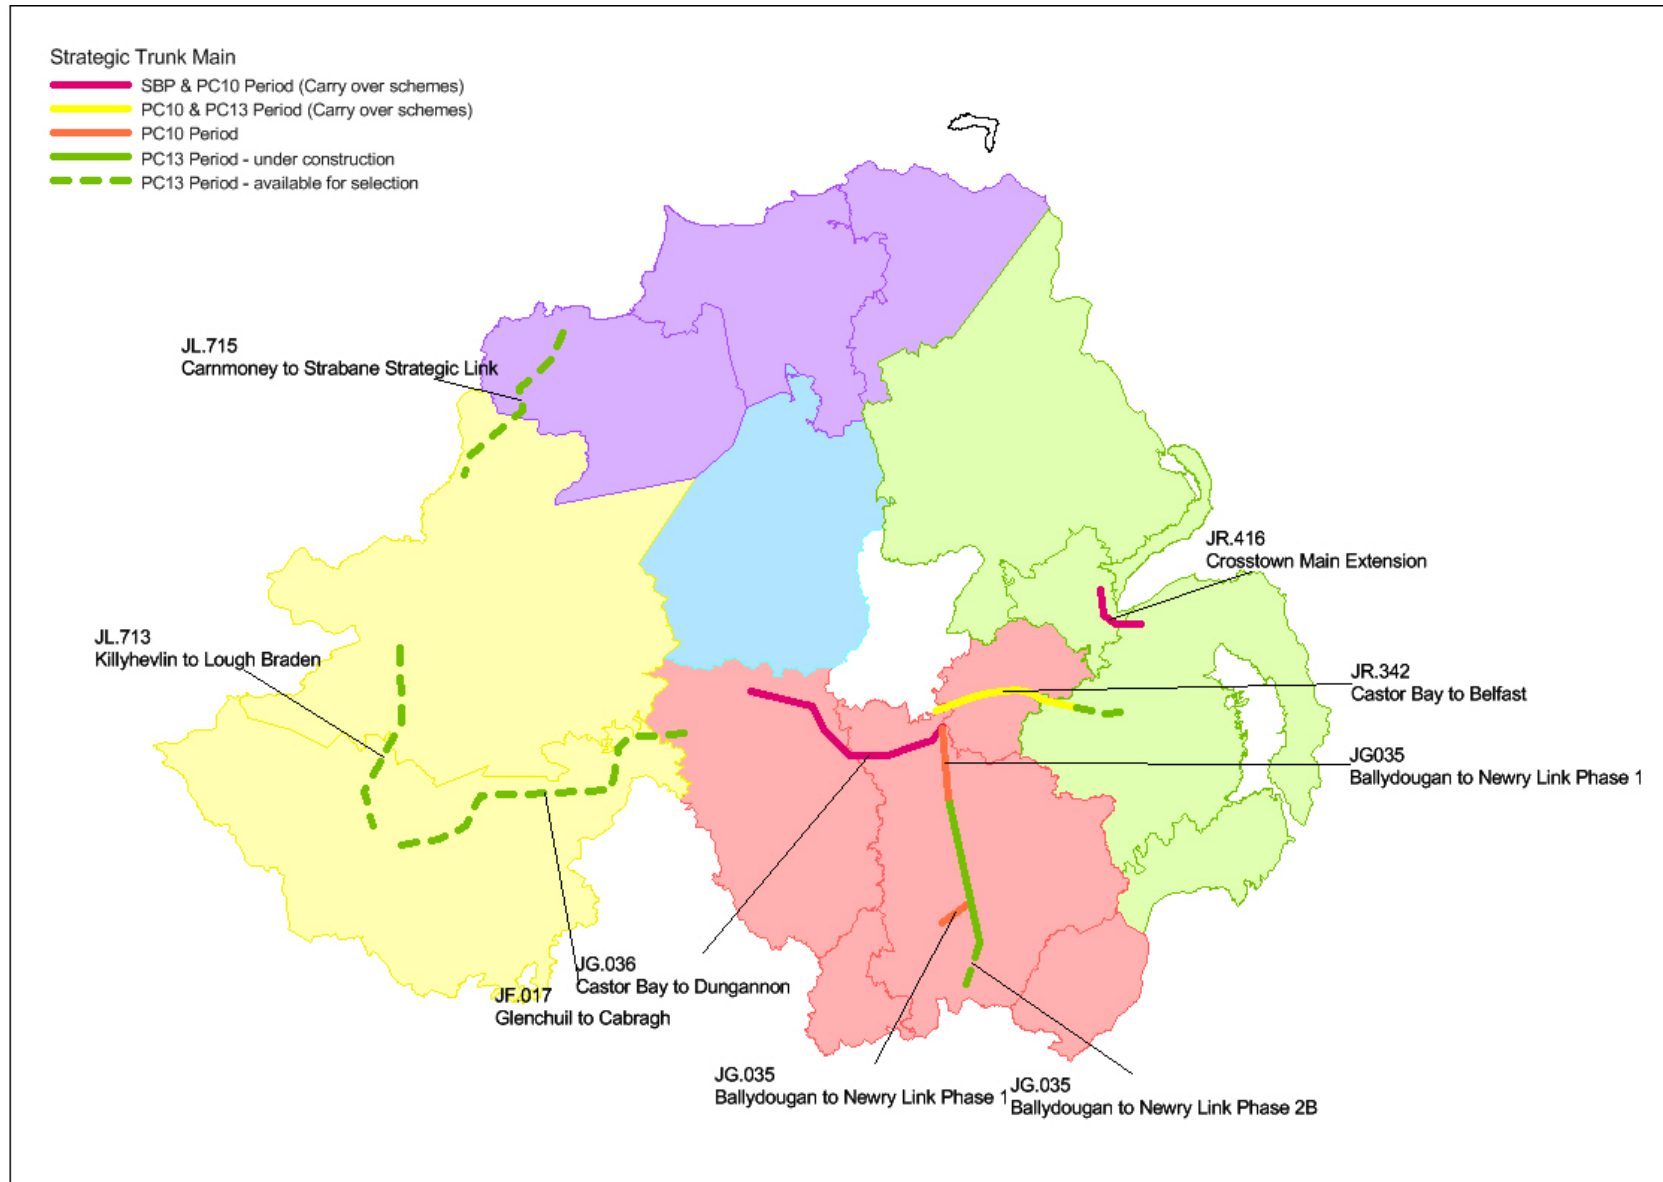 Strategic Trunk Main
SBP & PC10 Period (Carry over schemes)
PC10 & PC13 Period (Carry over schemes)
PC10 Period
PC13 Period - under construction
PC13 Period - available for selection
JL.715
Carnmoney to Strabane Strategic Link
JR.416
Crosstown Main Extension
JL.713
Killyhevlin to Lough Braden
JR.342
Castor Bay to Belfast
JG035
Ballydougan to Newry Link Phase 1
JG.036
Castor Bay to Dungannon
JF.017
Glenchuil to Cabragh
JG.035
Ballydougan to Newry Link Phase 1
JG.035
Ballydougan to Newry Link Phase 2B